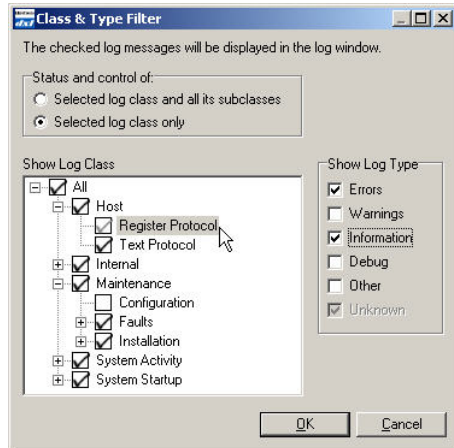 Class & Type Filter
The checked log messages will be displayed in the log window.
Status and control of:
Selected log class and all its subclasses
Selected log class only
Show Log Class
All
Host
Register Protocol
Text Protocol
Internal
Maintenance
Configuration
Faults
Installation
System Activity
System Startup
Show Log Type
Errors
Warnings
Information
Debug
Other
Unknown
OK
Cancel